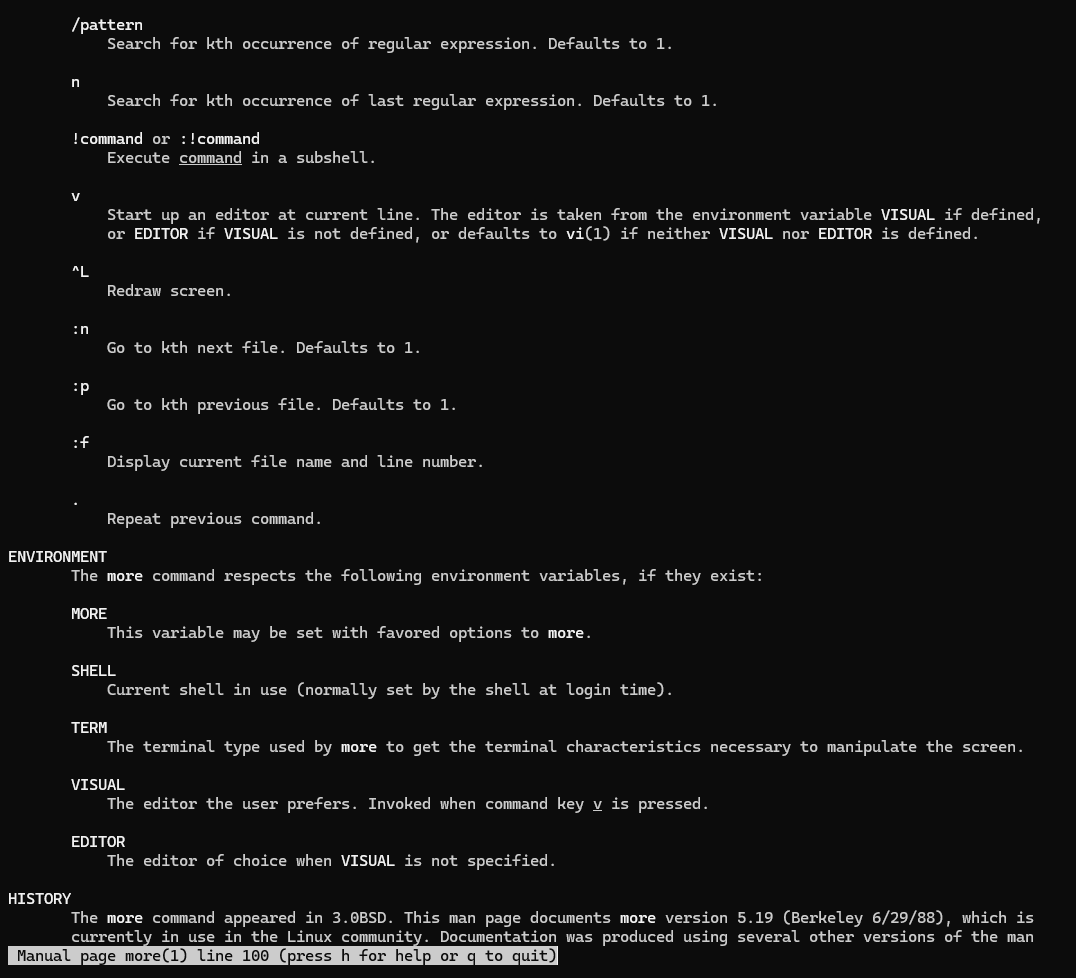 /pattern
Search for kth occurrence of regular expression. Defaults to 1.
n
Search for kth occurrence of last regular expression. Defaults to 1.
!command or :!command
Execute command in a subshell.
v
Start up an editor at current line. The editor is taken from the environment variable VISUAL if defined,
or EDITOR if VISUAL is not defined, or defaults to vi(1) if neither VISUAL nor EDITOR is defined.
^L
Redraw screen.
:n
Go to kth next file. Defaults to 1.
:p
Go to kth previous file. Defaults to 1.
:f
Display current file name and line number.
.
Repeat previous command.
ENVIRONMENT
The more command respects the following environment variables, if they exist:
MORE
This variable may be set with favored options to more.
SHELL
Current shell in use (normally set by the shell at login time).
TERM
The terminal type used by more to get the terminal characteristics necessary to manipulate the screen.
VISUAL
The editor the user prefers. Invoked when command key v is pressed.
EDITOR
The editor of choice when VISUAL is not specified.
HISTORY
The more command appeared in 3.0BSD. This man page documents more version 5.19 (Berkeley 6/29/88), which is
currently in use in the Linux community. Documentation was produced using several other versions of the man
Manual page more(1) line 100 (press h for help or q to quit)